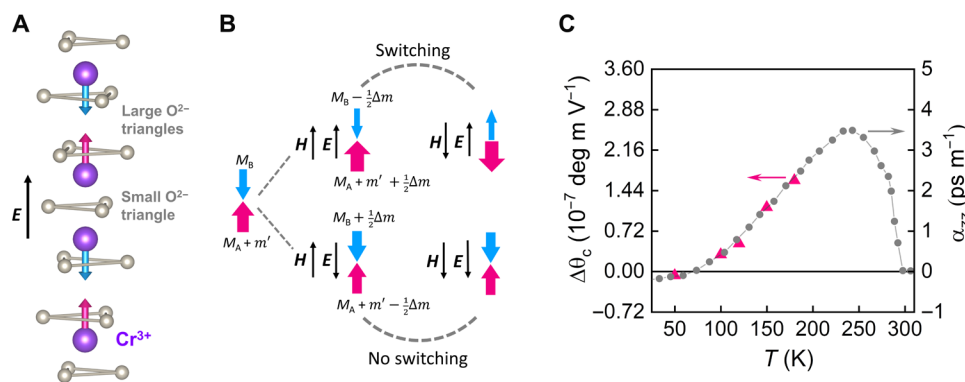 A
E
Large O²⁻
triangles
Small O²⁻
triangle
Cr³⁺
B
Switching
M_B
M_A + m′
M_B − ½Δm
H E
M_A + m′ + ½Δm
H E
M_B + ½Δm
H E
M_A + m′ − ½Δm
H E
No switching
C
3.60
2.88
2.16
1.44
0.72
0.00
−0.72
Δθ_c (10⁻⁷ deg m V⁻¹)
50 100 150 200 250 300
T (K)
5
4
3
2
1
0
−1
α_zz (ps m⁻¹)